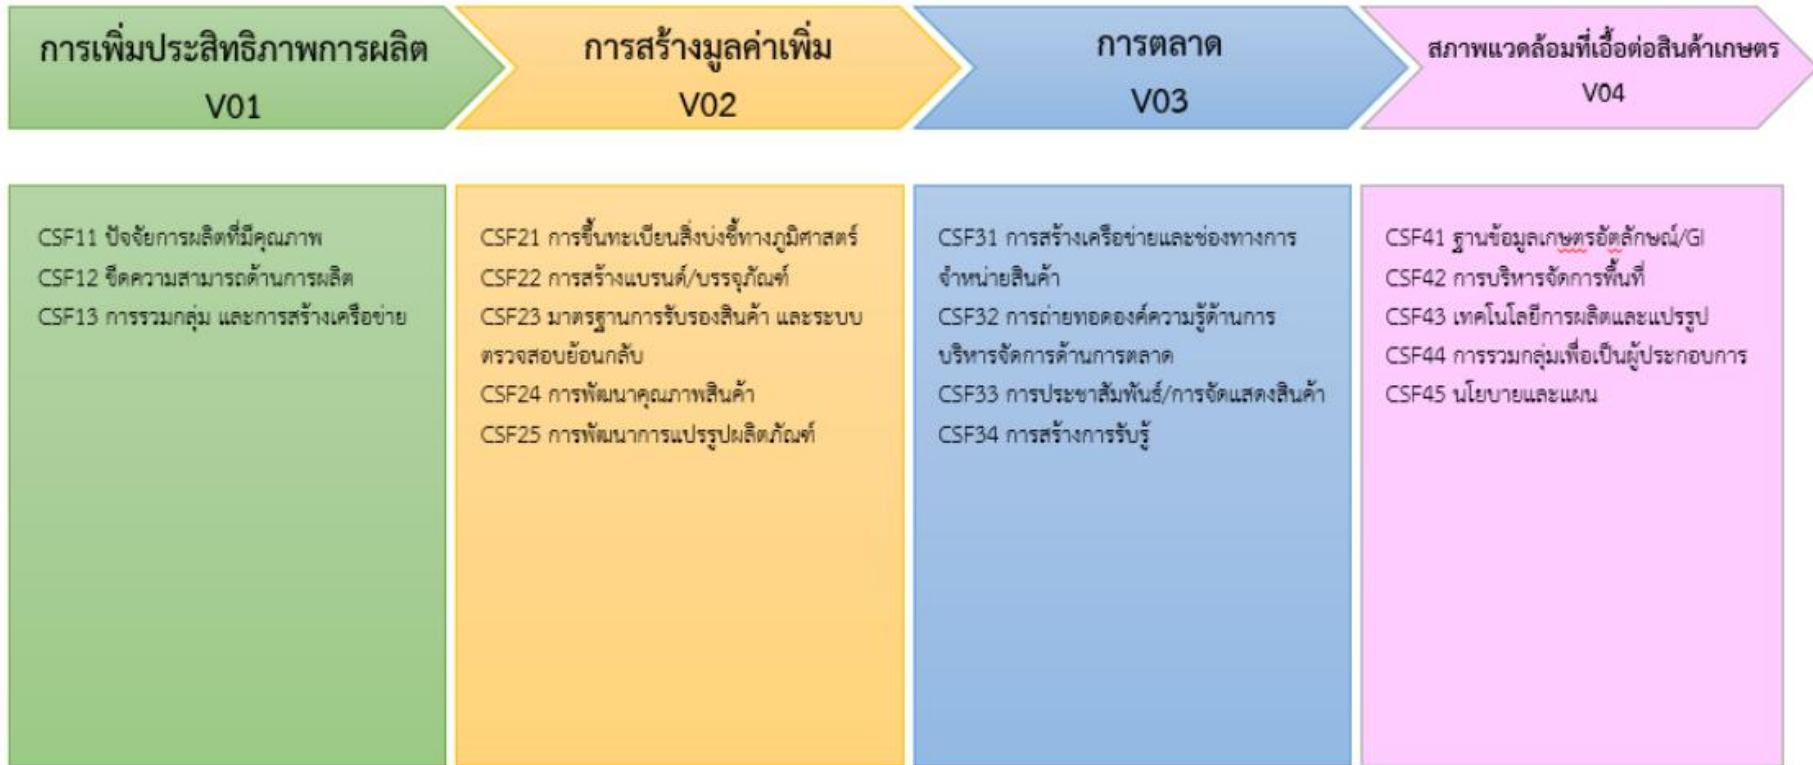 การเพิ่มประสิทธิภาพการผลิต
V01
การสร้างมูลค่าเพิ่ม
V02
การตลาด
V03
สภาพแวดล้อมที่เอื้อต่อสินค้าเกษตร
V04
CSF11 ปัจจัยการผลิตที่มีคุณภาพ
CSF12 ขีดความสามารถด้านการผลิต
CSF13 การรวมกลุ่ม และการสร้างเครือข่าย
CSF21 การขึ้นทะเบียนสิ่งบ่งชี้ทางภูมิศาสตร์
CSF22 การสร้างแบรนด์/บรรจุภัณฑ์
CSF23 มาตรฐานการรับรองสินค้า และระบบ
ตรวจสอบย้อนกลับ
CSF24 การพัฒนาคุณภาพสินค้า
CSF25 การพัฒนาการแปรรูปผลิตภัณฑ์
CSF31 การสร้างเครือข่ายและช่องทางการ
จำหน่ายสินค้า
CSF32 การถ่ายทอดองค์ความรู้ด้านการ
บริหารจัดการด้านการตลาด
CSF33 การประชาสัมพันธ์/การจัดแสดงสินค้า
CSF34 การสร้างการรับรู้
CSF41 ฐานข้อมูลเกษตรอัตลักษณ์/GI
CSF42 การบริหารจัดการพื้นที่
CSF43 เทคโนโลยีการผลิตและแปรรูป
CSF44 การรวมกลุ่มเพื่อเป็นผู้ประกอบการ
CSF45 นโยบายและแผน